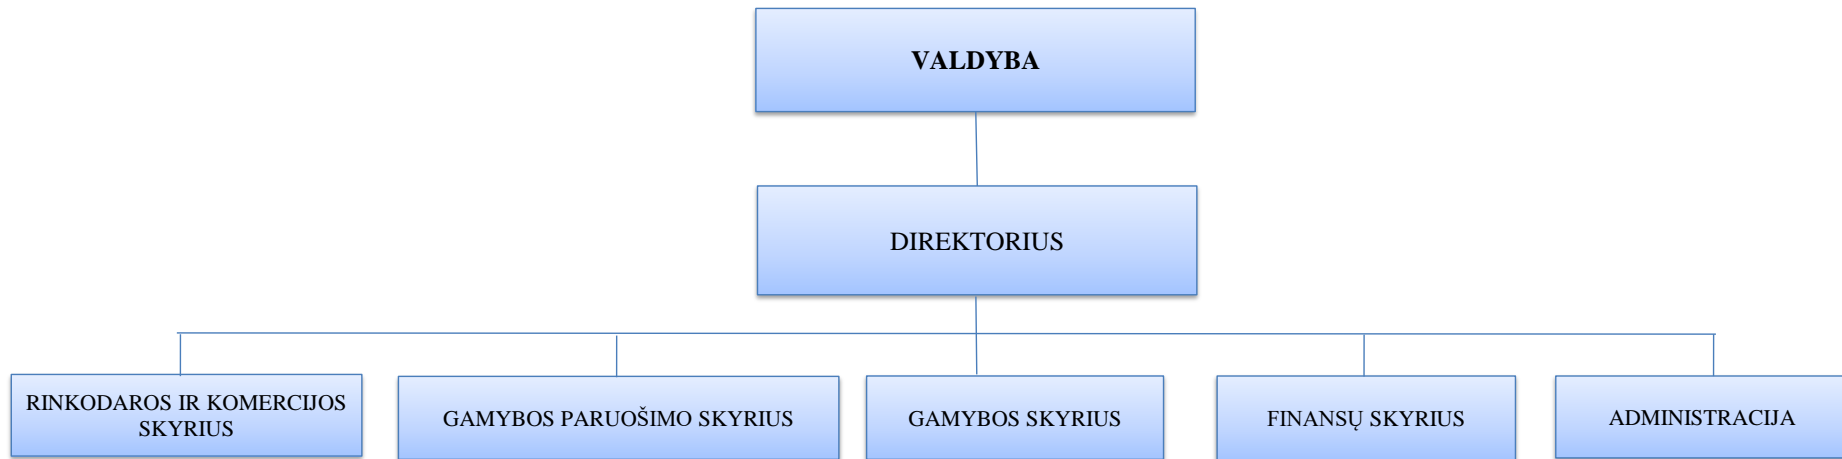 VALDYBA
DIREKTORIUS
RINKODAROS IR KOMERCIJOS
SKYRIUS
GAMYBOS PARUOŠIMO SKYRIUS
GAMYBOS SKYRIUS
FINANSŲ SKYRIUS
ADMINISTRACIJA